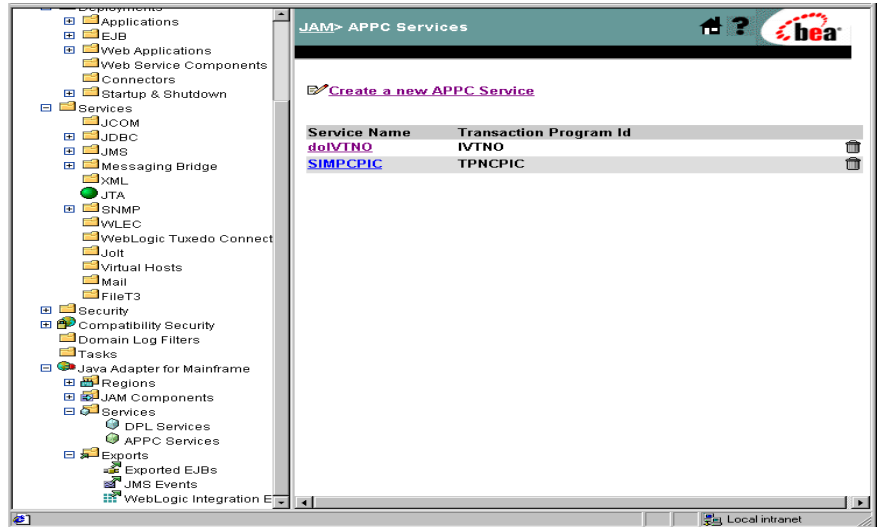 Deployments
Applications
EJB
Web Applications
Web Service Components
Connectors
Startup & Shutdown
Services
JCOM
JDBC
JMS
Messaging Bridge
XML
JTA
SNMP
WLEC
WebLogic Tuxedo Connect
Jolt
Virtual Hosts
Mail
FileT3
Security
Compatibility Security
Domain Log Filters
Tasks
Java Adapter for Mainframe
Regions
JAM Components
Services
DPL Services
APPC Services
Exports
Exported EJBs
JMS Events
WebLogic Integration E
JAM> APPC Services
? bea
Create a new APPC Service
Service Name Transaction Program Id
doIVTNO IVTNO
SIMPCPIC TPNCPIC
Local intranet